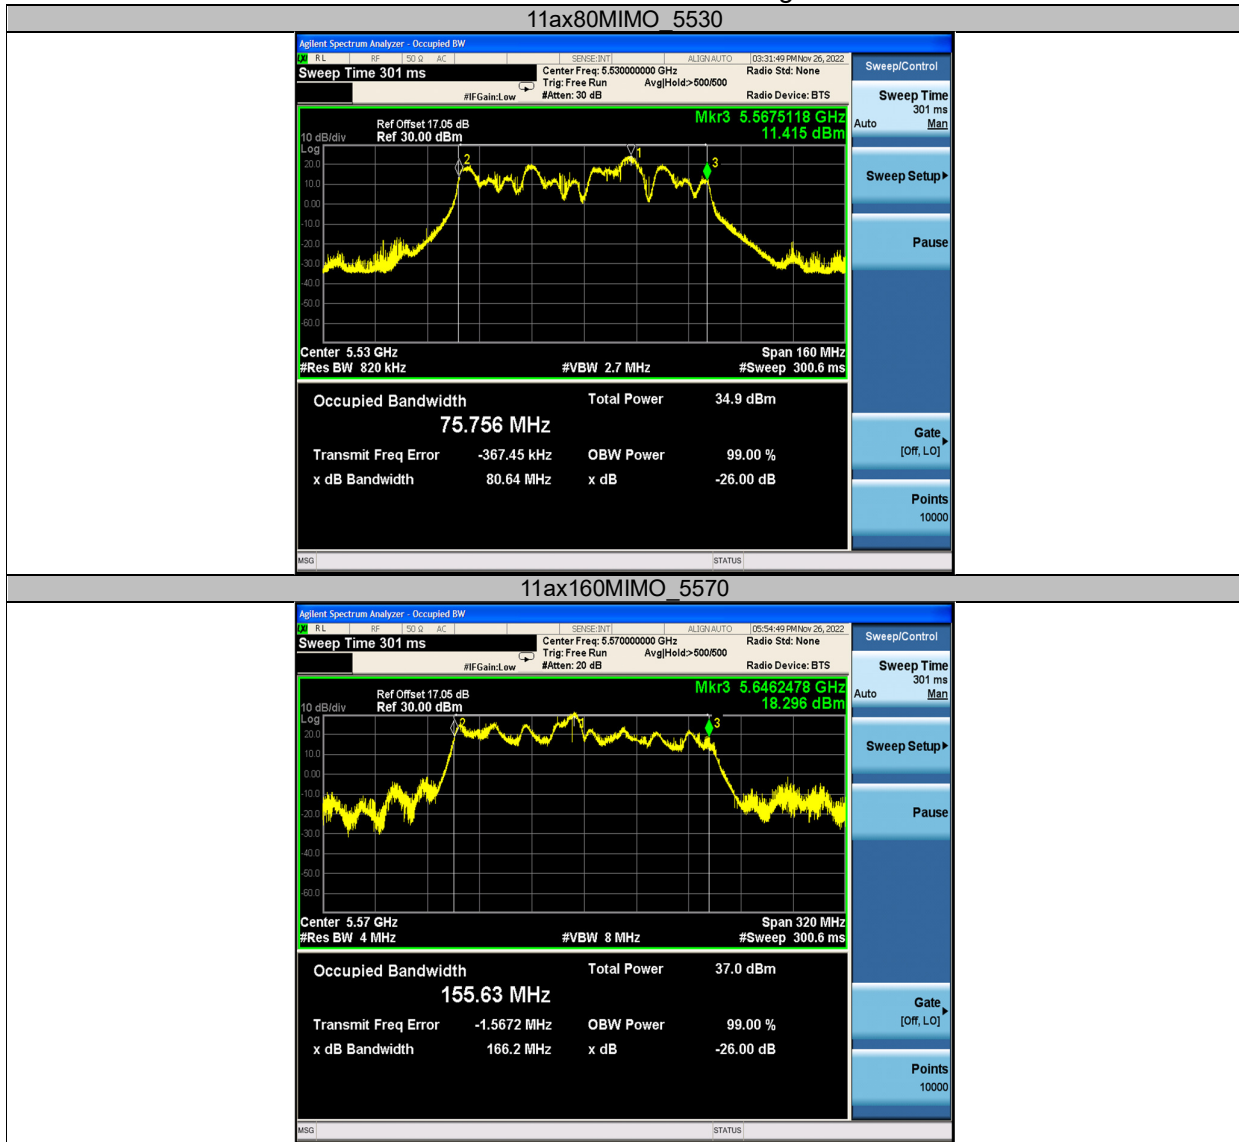 11ax80MIMO_5530
Agilent Spectrum Analyzer - Occupied BW
LXI RL RF 50 Ω AC SENSE:INT ALIGN AUTO 03:31:49 PM Nov 26, 2022
Sweep Time 301 ms
Center Freq: 5.530000000 GHz
Radio Std: None
Trig: Free Run Avg|Hold:>500/500
#IFGain:Low #Atten: 30 dB Radio Device: BTS
Mkr3 5.5675118 GHz
11.415 dBm
Ref Offset 17.05 dB
10 dB/div Ref 30.00 dBm
Log
20.0
10.0
0.00
-10.0
-20.0
-30.0
-40.0
-50.0
-60.0
2
1
3
Center 5.53 GHz Span 160 MHz
#Res BW 820 kHz #VBW 2.7 MHz #Sweep 300.6 ms
Occupied Bandwidth Total Power 34.9 dBm
75.756 MHz
Transmit Freq Error -367.45 kHz OBW Power 99.00 %
x dB Bandwidth 80.64 MHz x dB -26.00 dB
MSG STATUS
Sweep/Control
Sweep Time
301 ms
Auto Man
Sweep Setup
Pause
Gate
[Off, LO]
Points
10000
11ax160MIMO_5570
Agilent Spectrum Analyzer - Occupied BW
LXI RL RF 50 Ω AC SENSE:INT ALIGN AUTO 05:54:49 PM Nov 26, 2022
Sweep Time 301 ms
Center Freq: 5.570000000 GHz
Radio Std: None
Trig: Free Run Avg|Hold:>500/500
#IFGain:Low #Atten: 20 dB Radio Device: BTS
Mkr3 5.6462478 GHz
18.296 dBm
Ref Offset 17.05 dB
10 dB/div Ref 30.00 dBm
Log
20.0
10.0
0.00
-10.0
-20.0
-30.0
-40.0
-50.0
-60.0
2
1
3
Center 5.57 GHz Span 320 MHz
#Res BW 4 MHz #VBW 8 MHz #Sweep 300.6 ms
Occupied Bandwidth Total Power 37.0 dBm
155.63 MHz
Transmit Freq Error -1.5672 MHz OBW Power 99.00 %
x dB Bandwidth 166.2 MHz x dB -26.00 dB
MSG STATUS
Sweep/Control
Sweep Time
301 ms
Auto Man
Sweep Setup
Pause
Gate
[Off, LO]
Points
10000